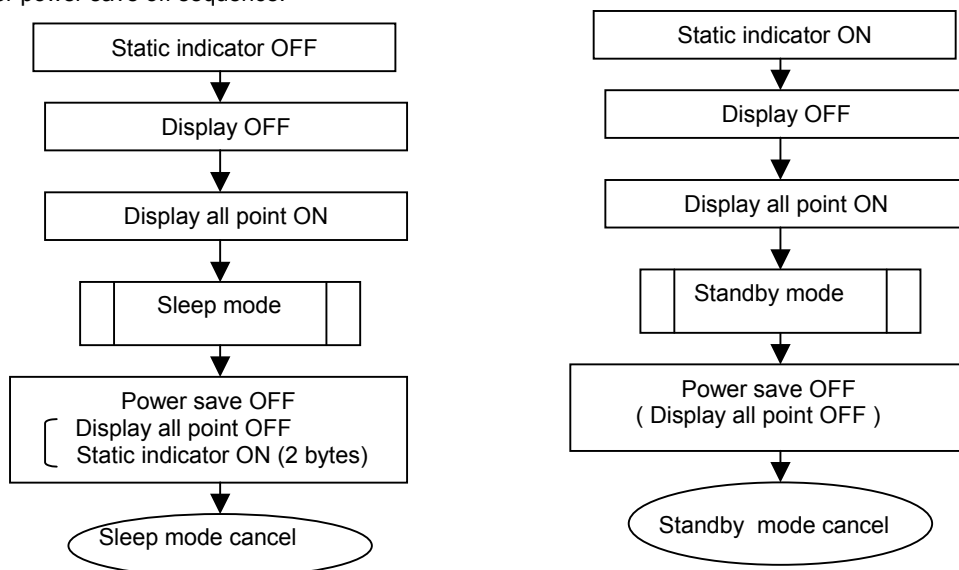 power save off sequence.
Static indicator OFF
Display OFF
Display all point ON
Sleep mode
Power save OFF
Display all point OFF
Static indicator ON (2 bytes)
Sleep mode cancel
Static indicator ON
Display OFF
Display all point ON
Standby mode
Power save OFF
( Display all point OFF )
Standby mode cancel